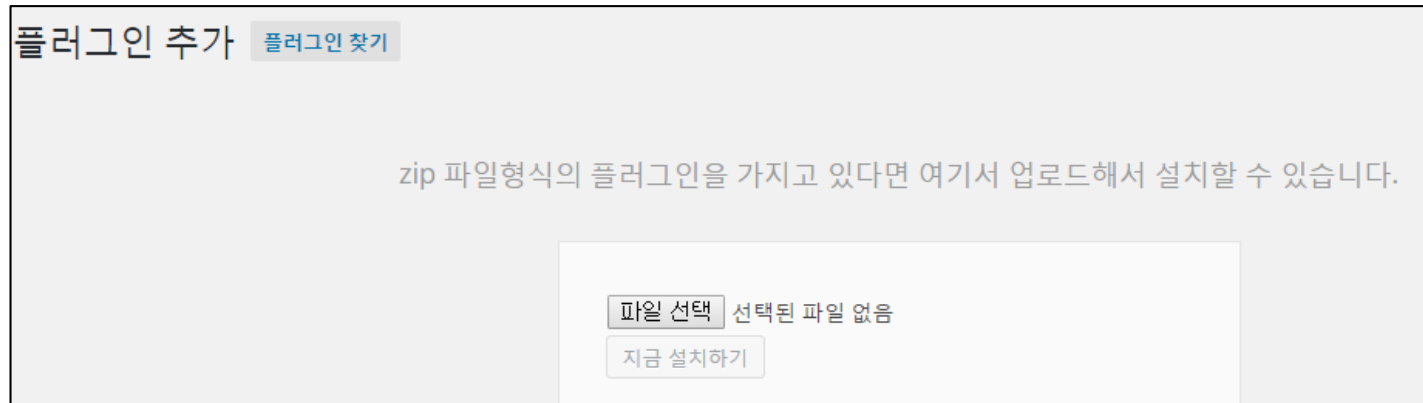 플러그인 추가 플러그인 찾기
zip 파일형식의 플러그인을 가지고 있다면 여기서 업로드해서 설치할 수 있습니다.
파일 선택 선택된 파일 없음
지금 설치하기